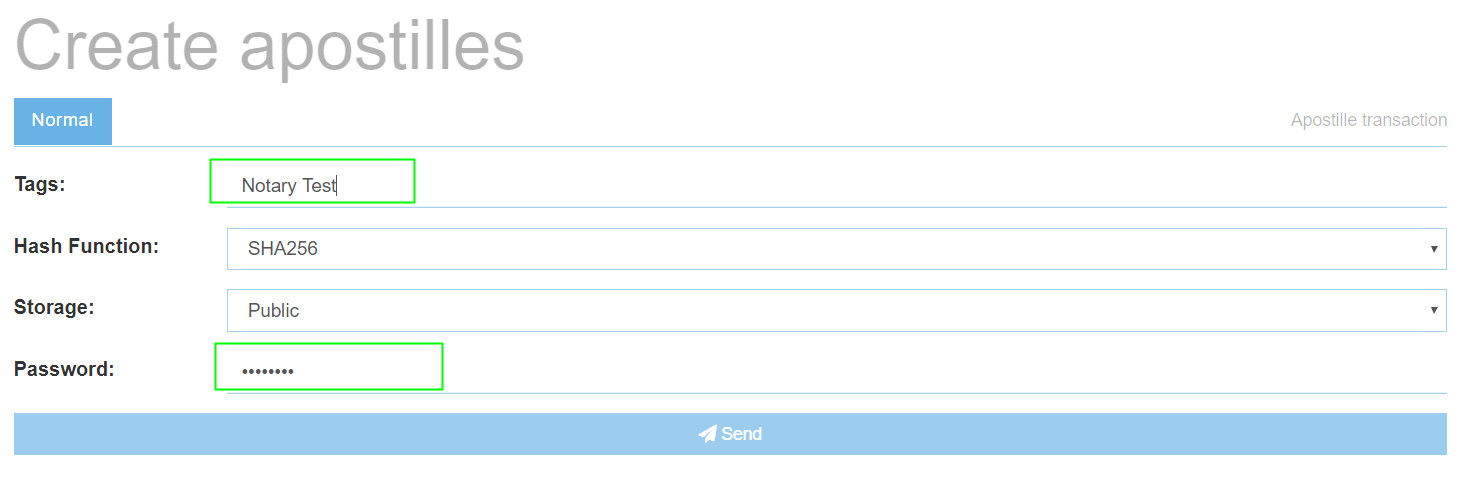 Create apostilles
Normal
Apostille transaction
Tags: Notary Test
Hash Function: SHA256
Storage: Public
Password: ••••••••
Send